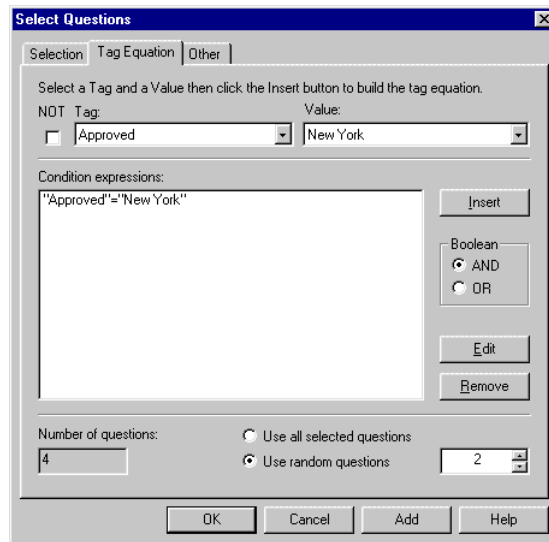 Select Questions
Selection Tag Equation Other
Select a Tag and a Value then click the Insert button to build the tag equation.
NOT Tag: Value:
Approved New York
Condition expressions:
"Approved"="New York"
Insert
Boolean
AND
OR
Edit
Remove
Number of questions:
Use all selected questions
4 Use random questions 2
OK Cancel Add Help